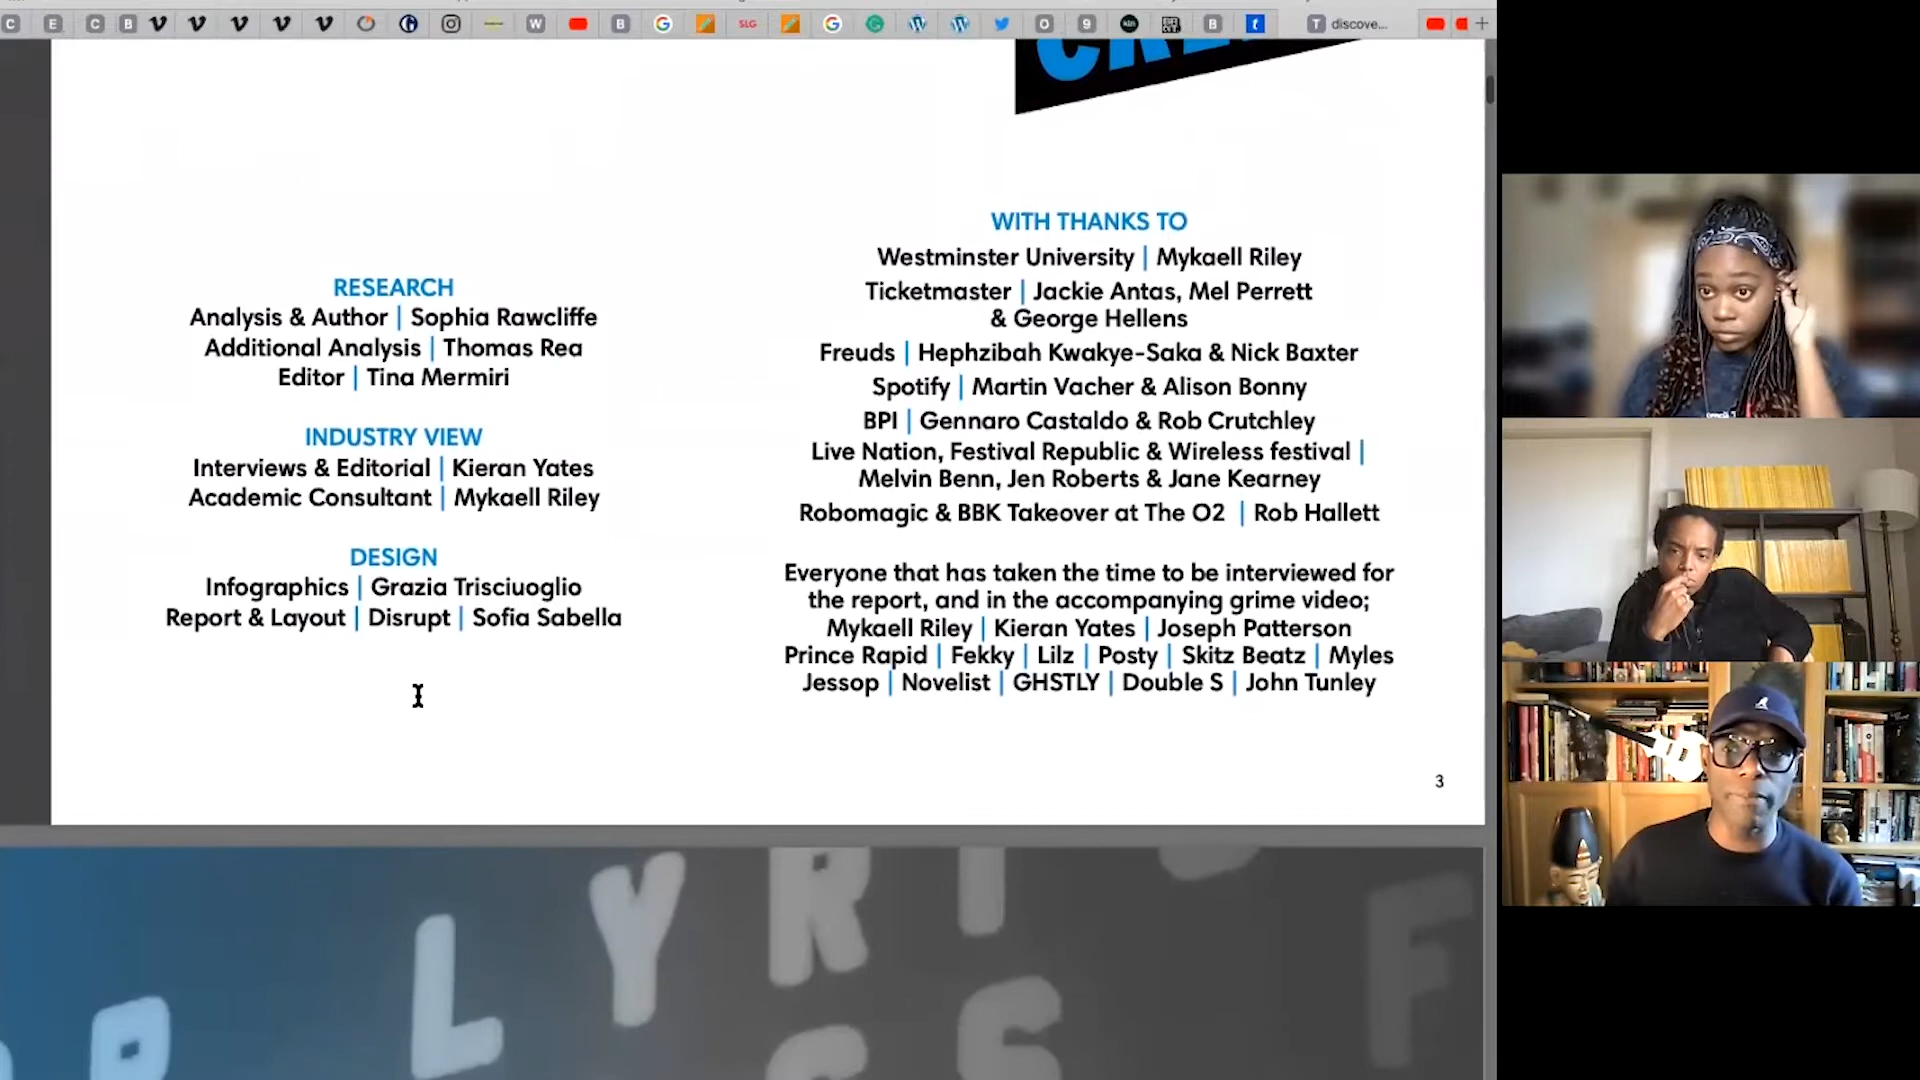 discove...
RESEARCH
Analysis & Author | Sophia Rawcliffe
Additional Analysis | Thomas Rea
Editor | Tina Mermiri
INDUSTRY VIEW
Interviews & Editorial | Kieran Yates
Academic Consultant | Mykaell Riley
DESIGN
Infographics | Grazia Trisciuoglio
Report & Layout | Disrupt | Sofia Sabella
WITH THANKS TO
Westminster University | Mykaell Riley
Ticketmaster | Jackie Antas, Mel Perrett
& George Hellens
Freuds | Hephzibah Kwakye-Saka & Nick Baxter
Spotify | Martin Vacher & Alison Bonny
BPI | Gennaro Castaldo & Rob Crutchley
Live Nation, Festival Republic & Wireless festival |
Melvin Benn, Jen Roberts & Jane Kearney
Robomagic & BBK Takeover at The O2 | Rob Hallett
Everyone that has taken the time to be interviewed for
the report, and in the accompanying grime video;
Mykaell Riley | Kieran Yates | Joseph Patterson
Prince Rapid | Fekky | Lilz | Posty | Skitz Beatz | Myles
Jessop | Novelist | GHSTLY | Double S | John Tunley
3